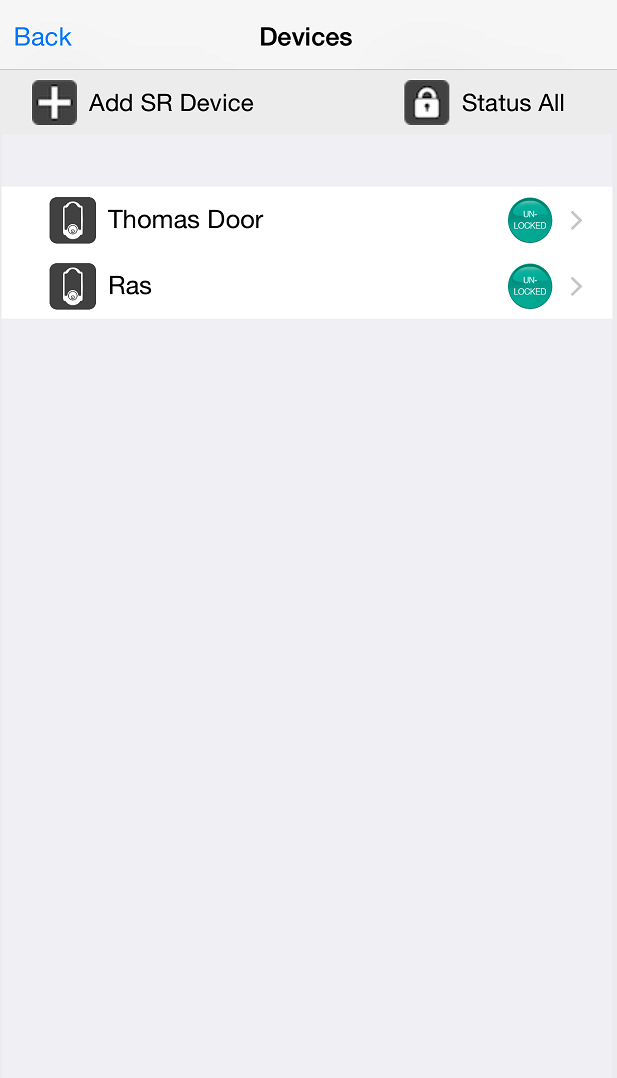 Back
Devices
Add SR Device
Status All
Thomas Door
UN-
LOCKED
Ras
UN-
LOCKED